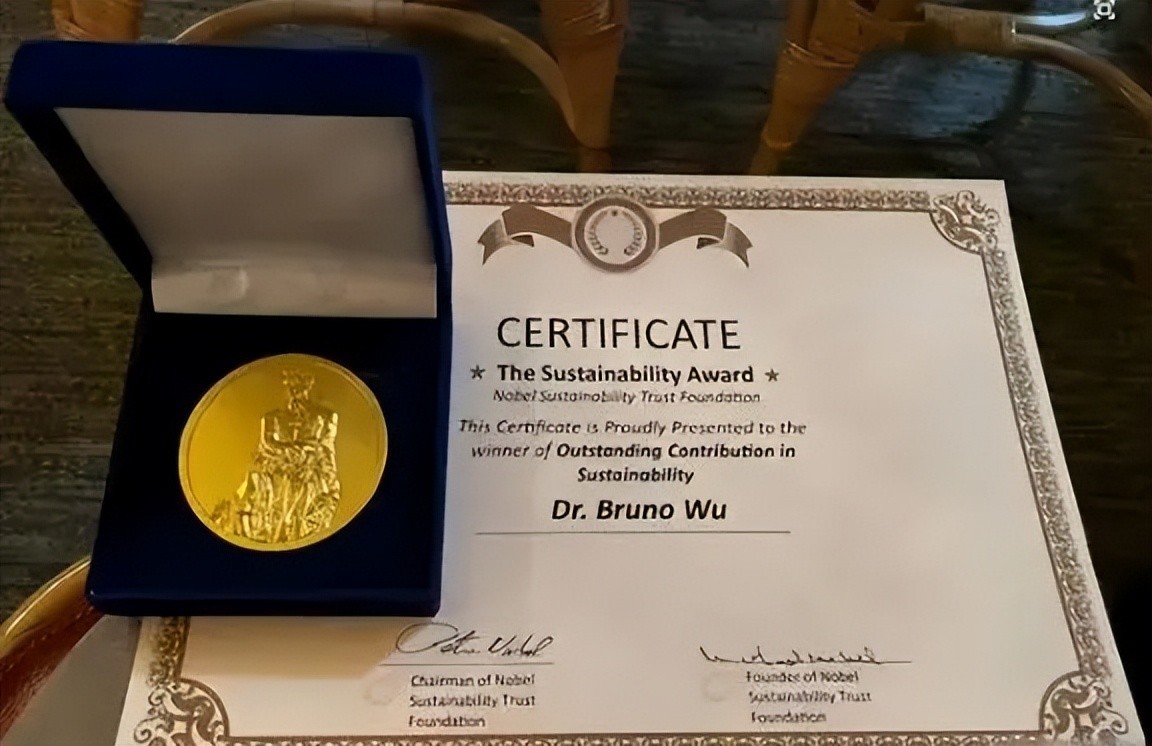 CERTIFICATE
★ The Sustainability Award ★
Nobel Sustainability Trust Foundation
This Certificate is Proudly Presented to the
winner of Outstanding Contribution in
Sustainability
Dr. Bruno Wu
Chairman of Nobel
Sustainability Trust
Foundation
Founder of Nobel
Sustainability Trust
Foundation